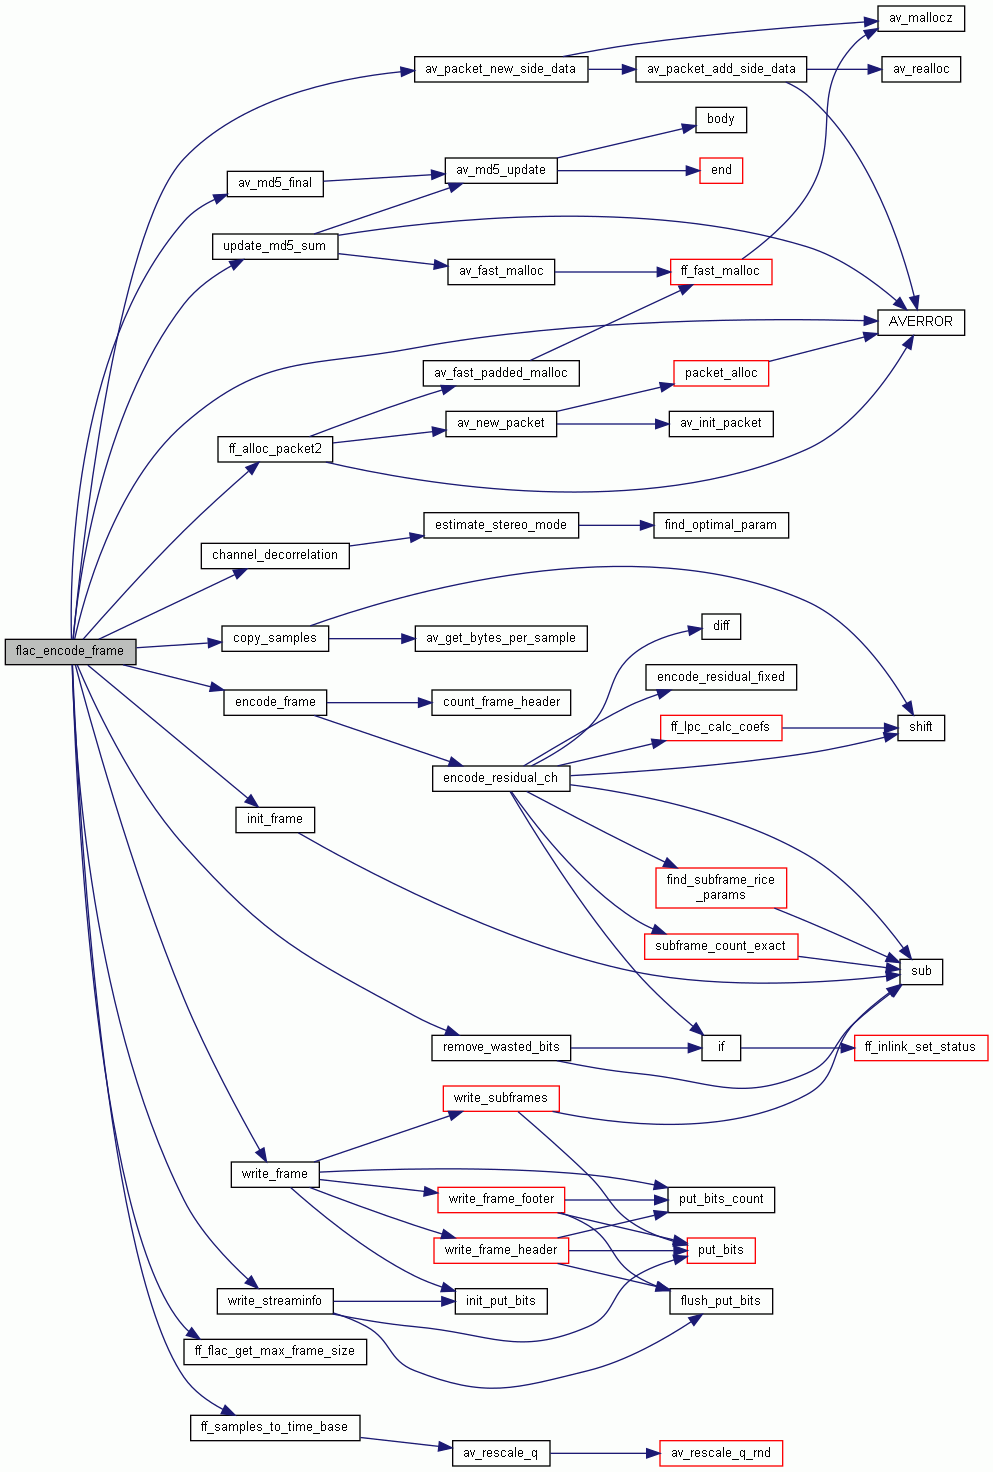 av_mallocz
av_packet_new_side_data
av_packet_add_side_data
av_realloc
body
av_md5_update
end
av_md5_final
update_md5_sum
av_fast_malloc
ff_fast_malloc
AVERROR
av_fast_padded_malloc
packet_alloc
av_new_packet
av_init_packet
ff_alloc_packet2
estimate_stereo_mode
find_optimal_param
channel_decorrelation
diff
copy_samples
av_get_bytes_per_sample
flac_encode_frame
encode_residual_fixed
encode_frame
count_frame_header
ff_lpc_calc_coefs
shift
encode_residual_ch
init_frame
find_subframe_rice
_params
subframe_count_exact
sub
remove_wasted_bits
if
ff_inlink_set_status
write_subframes
write_frame
write_frame_footer
put_bits_count
write_frame_header
put_bits
write_streaminfo
init_put_bits
flush_put_bits
ff_flac_get_max_frame_size
ff_samples_to_time_base
av_rescale_q
av_rescale_q_rnd